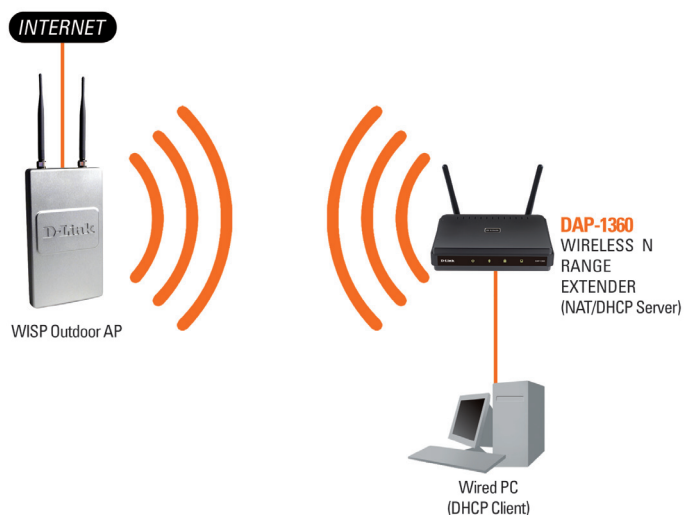 INTERNET
D-Link
WISP Outdoor AP
DAP-1360
WIRELESS N
RANGE
EXTENDER
(NAT/DHCP Server)
D-Link
Wired PC
(DHCP Client)